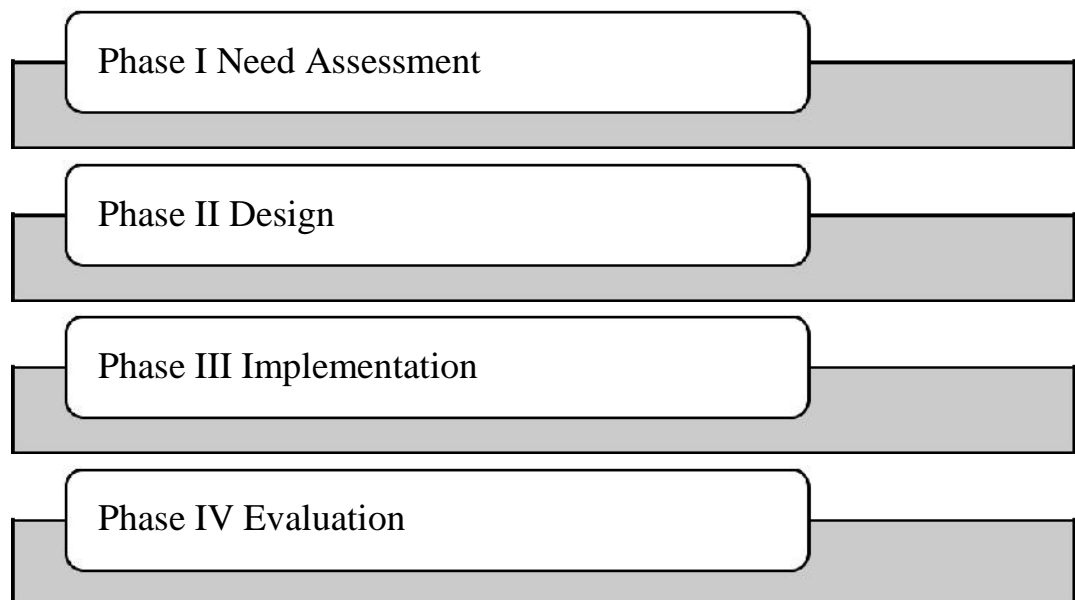 Phase I Need Assessment
Phase II Design
Phase III Implementation
Phase IV Evaluation